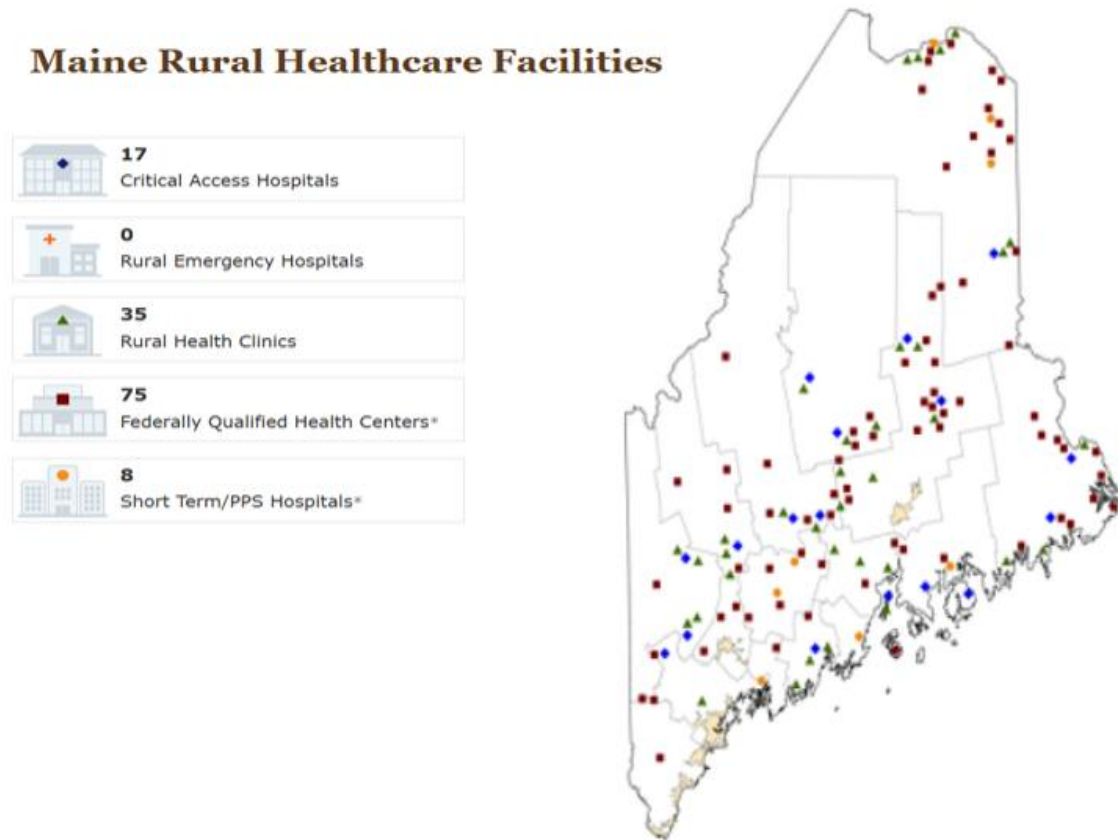 Maine Rural Healthcare Facilities
17
Critical Access Hospitals
0
Rural Emergency Hospitals
35
Rural Health Clinics
75
Federally Qualified Health Centers*
8
Short Term/PPS Hospitals*